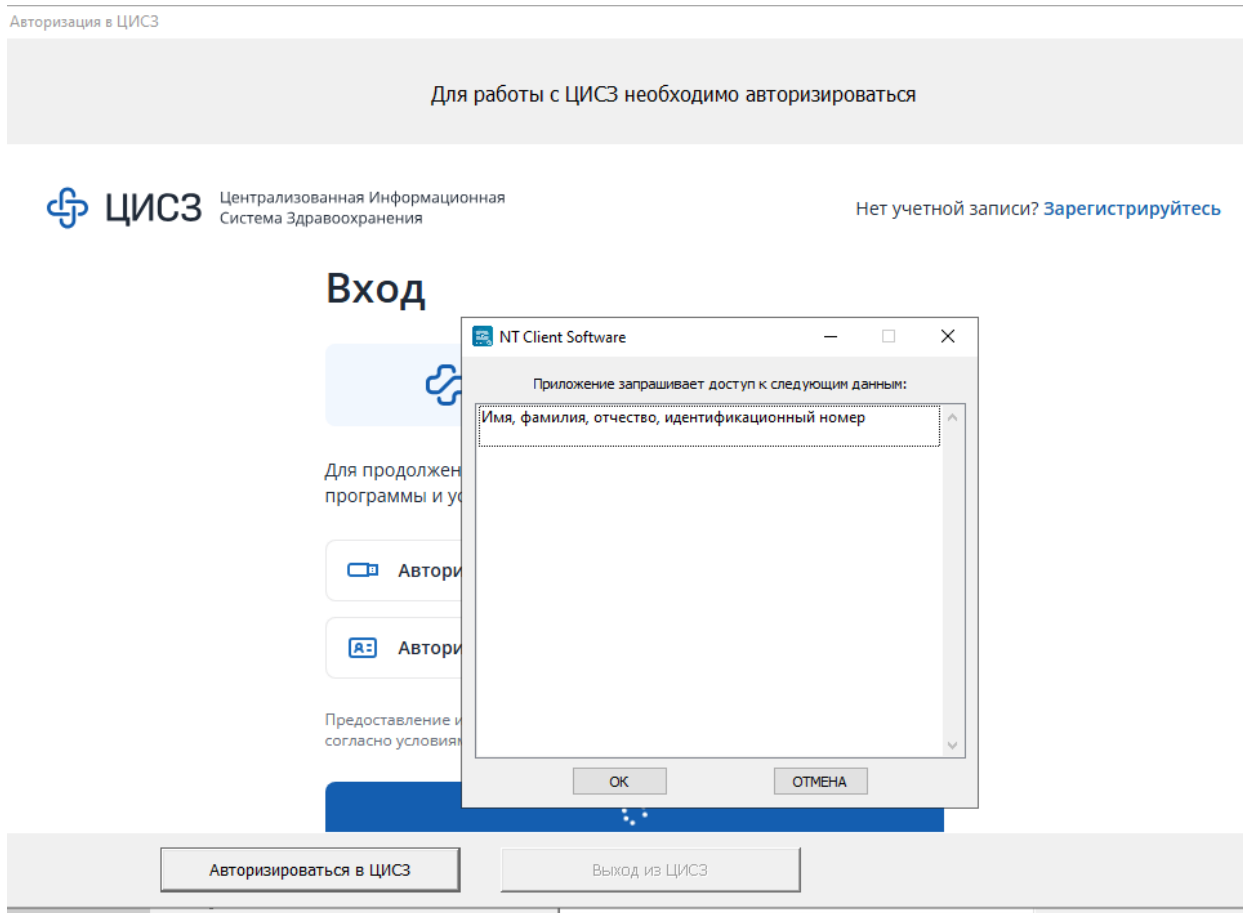 Авторизация в ЦИСЗ
Для работы с ЦИСЗ необходимо авторизироваться
ЦИСЗ
Централизованная Информационная
Система Здравоохранения
Нет учетной записи? Зарегистрируйтесь
Вход
NT Client Software
Приложение запрашивает доступ к следующим данным:
Имя, фамилия, отчество, идентификационный номер
Для продолжен
программы и ус
Автори
Автори
Предоставление и
согласно условиям
ОК
ОТМЕНА
Авторизироваться в ЦИСЗ
Выход из ЦИСЗ